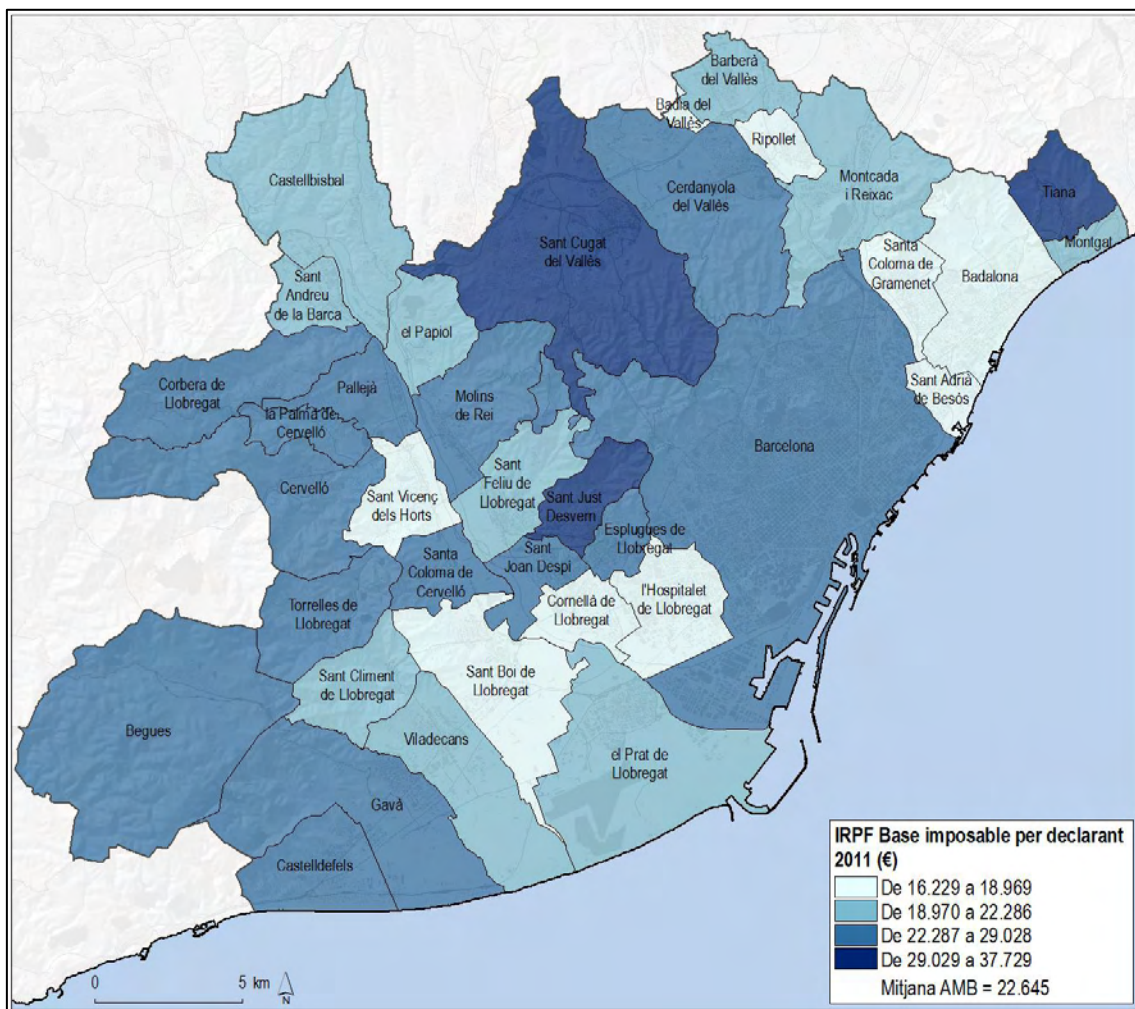 Barberà
del Vallès
Badia del
Vallès
Ripollet
Castellbisbal
Cerdanyola
del Vallès
Montcada
i Reixac
Tiana
Sant Cugat
del Vallès
Montgat
Santa
Coloma de
Gramenet
Badalona
Sant
Andreu
de la Barca
el Papiol
Corbera de
Llobregat
Pallejà
Molins
de Rei
Sant Adrià
de Besós
la Palma de
Cervelló
Barcelona
Cervelló
Sant Vicenç
dels Horts
Sant
Feliu de
Llobregat
Sant Just
Desvern
Esplugues de
Llobregat
Santa
Coloma de
Cervelló
Sant
Joan Despi
Torrelles de
Llobregat
Cornellà de
Llobregat
l'Hospitalet
de Llobregat
Sant Climent
de Llobregat
Sant Boi de
Llobregat
Begues
Viladecans
el Prat de
Llobregat
Gavà
Castelldefels
IRPF Base imposable per declarant
2011 (€)
De 16.229 a 18.969
De 18.970 a 22.286
De 22.287 a 29.028
De 29.029 a 37.729
Mitjana AMB = 22.645
0 5 km
N